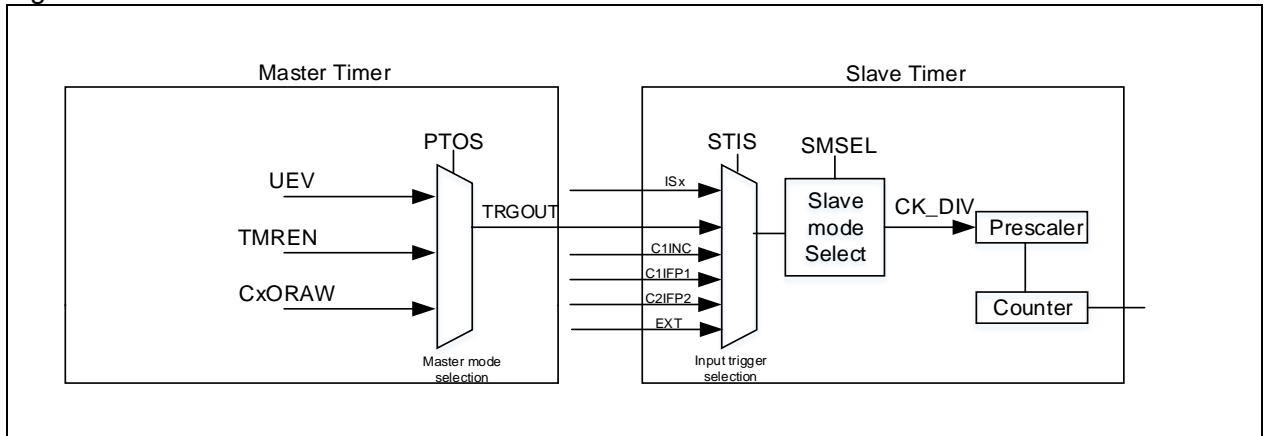 Master Timer
Slave Timer
PTOS
STIS
SMSEL
UEV
ISx
Slave
mode
Select
CK_DIV
TRGOUT
Prescaler
TMREN
C1INC
C1IFP1
CxORAW
C2IFP2
Counter
EXT
Master mode
selection
Input trigger
selection